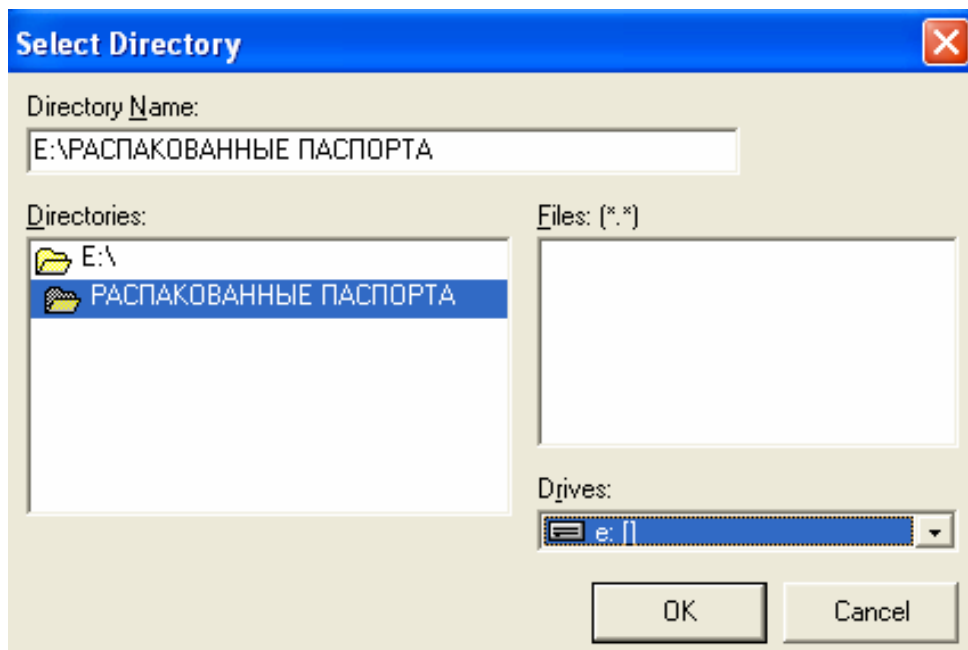 Select Directory
Directory Name:
E:\РАСПАКОВАННЫЕ ПАСПОРТА
Directories:
E:\
РАСПАКОВАННЫЕ ПАСПОРТА
Files: (*.*)
Drives:
e: []
OK
Cancel